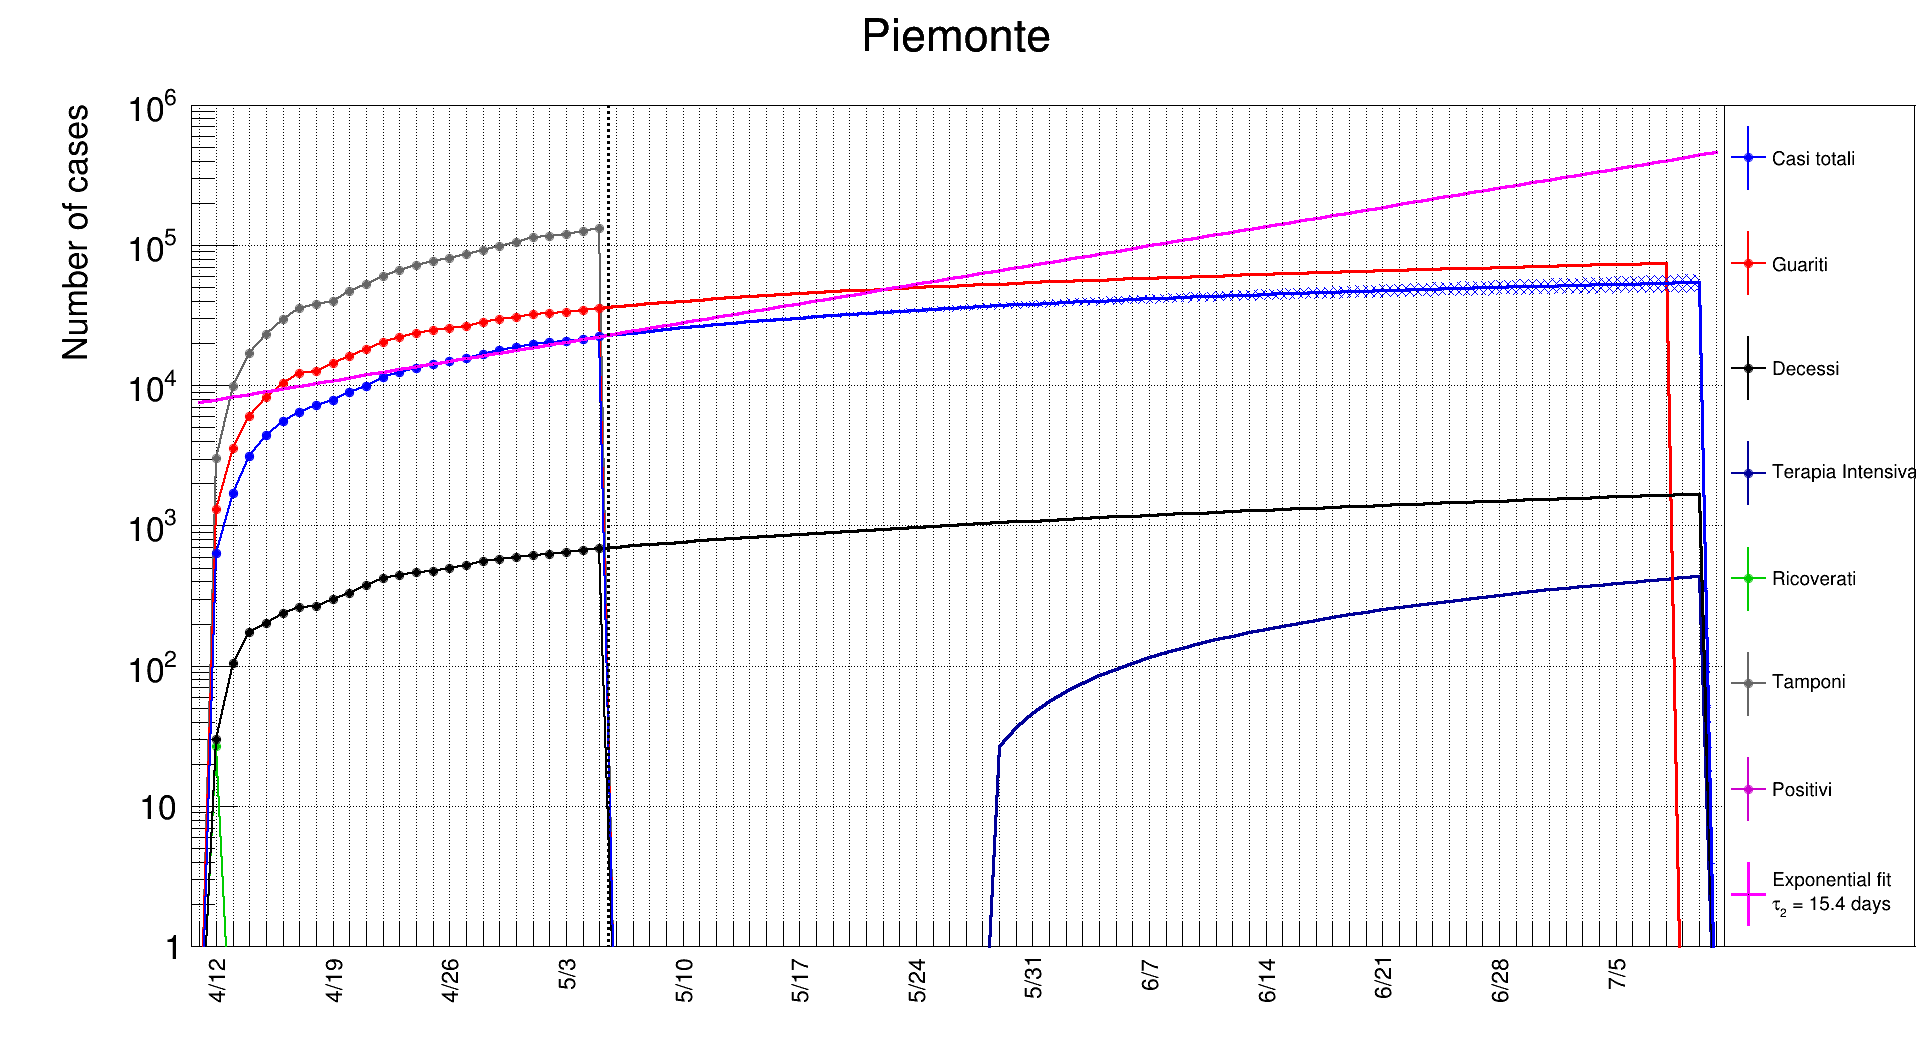 Piemonte
Number of cases
10^6
10^5
10^4
10^3
10^2
10
1
4/12
4/19
4/26
5/3
5/10
5/17
5/24
5/31
6/7
6/14
6/21
6/28
7/5
Casi totali
Guariti
Decessi
Terapia Intensiva
Ricoverati
Tamponi
Positivi
Exponential fit
τ₂ = 15.4 days